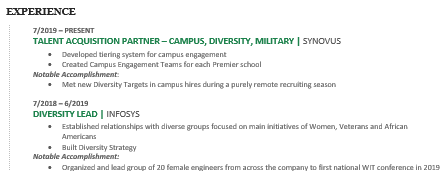 EXPERIENCE
7/2019 – PRESENT
TALENT ACQUISITION PARTNER – CAMPUS, DIVERSITY, MILITARY | SYNOVUS
• Developed tiering system for campus engagement
• Created Campus Engagement Teams for each Premier school
Notable Accomplishment:
• Met new Diversity Targets in campus hires during a purely remote recruiting season
7/2018 – 6/2019
DIVERSITY LEAD | INFOSYS
• Established relationships with diverse groups focused on main initiatives of Women, Veterans and African
Americans
• Built Diversity Strategy
Notable Accomplishment:
• Organized and lead group of 20 female engineers from across the company to first national WIT conference in 2019